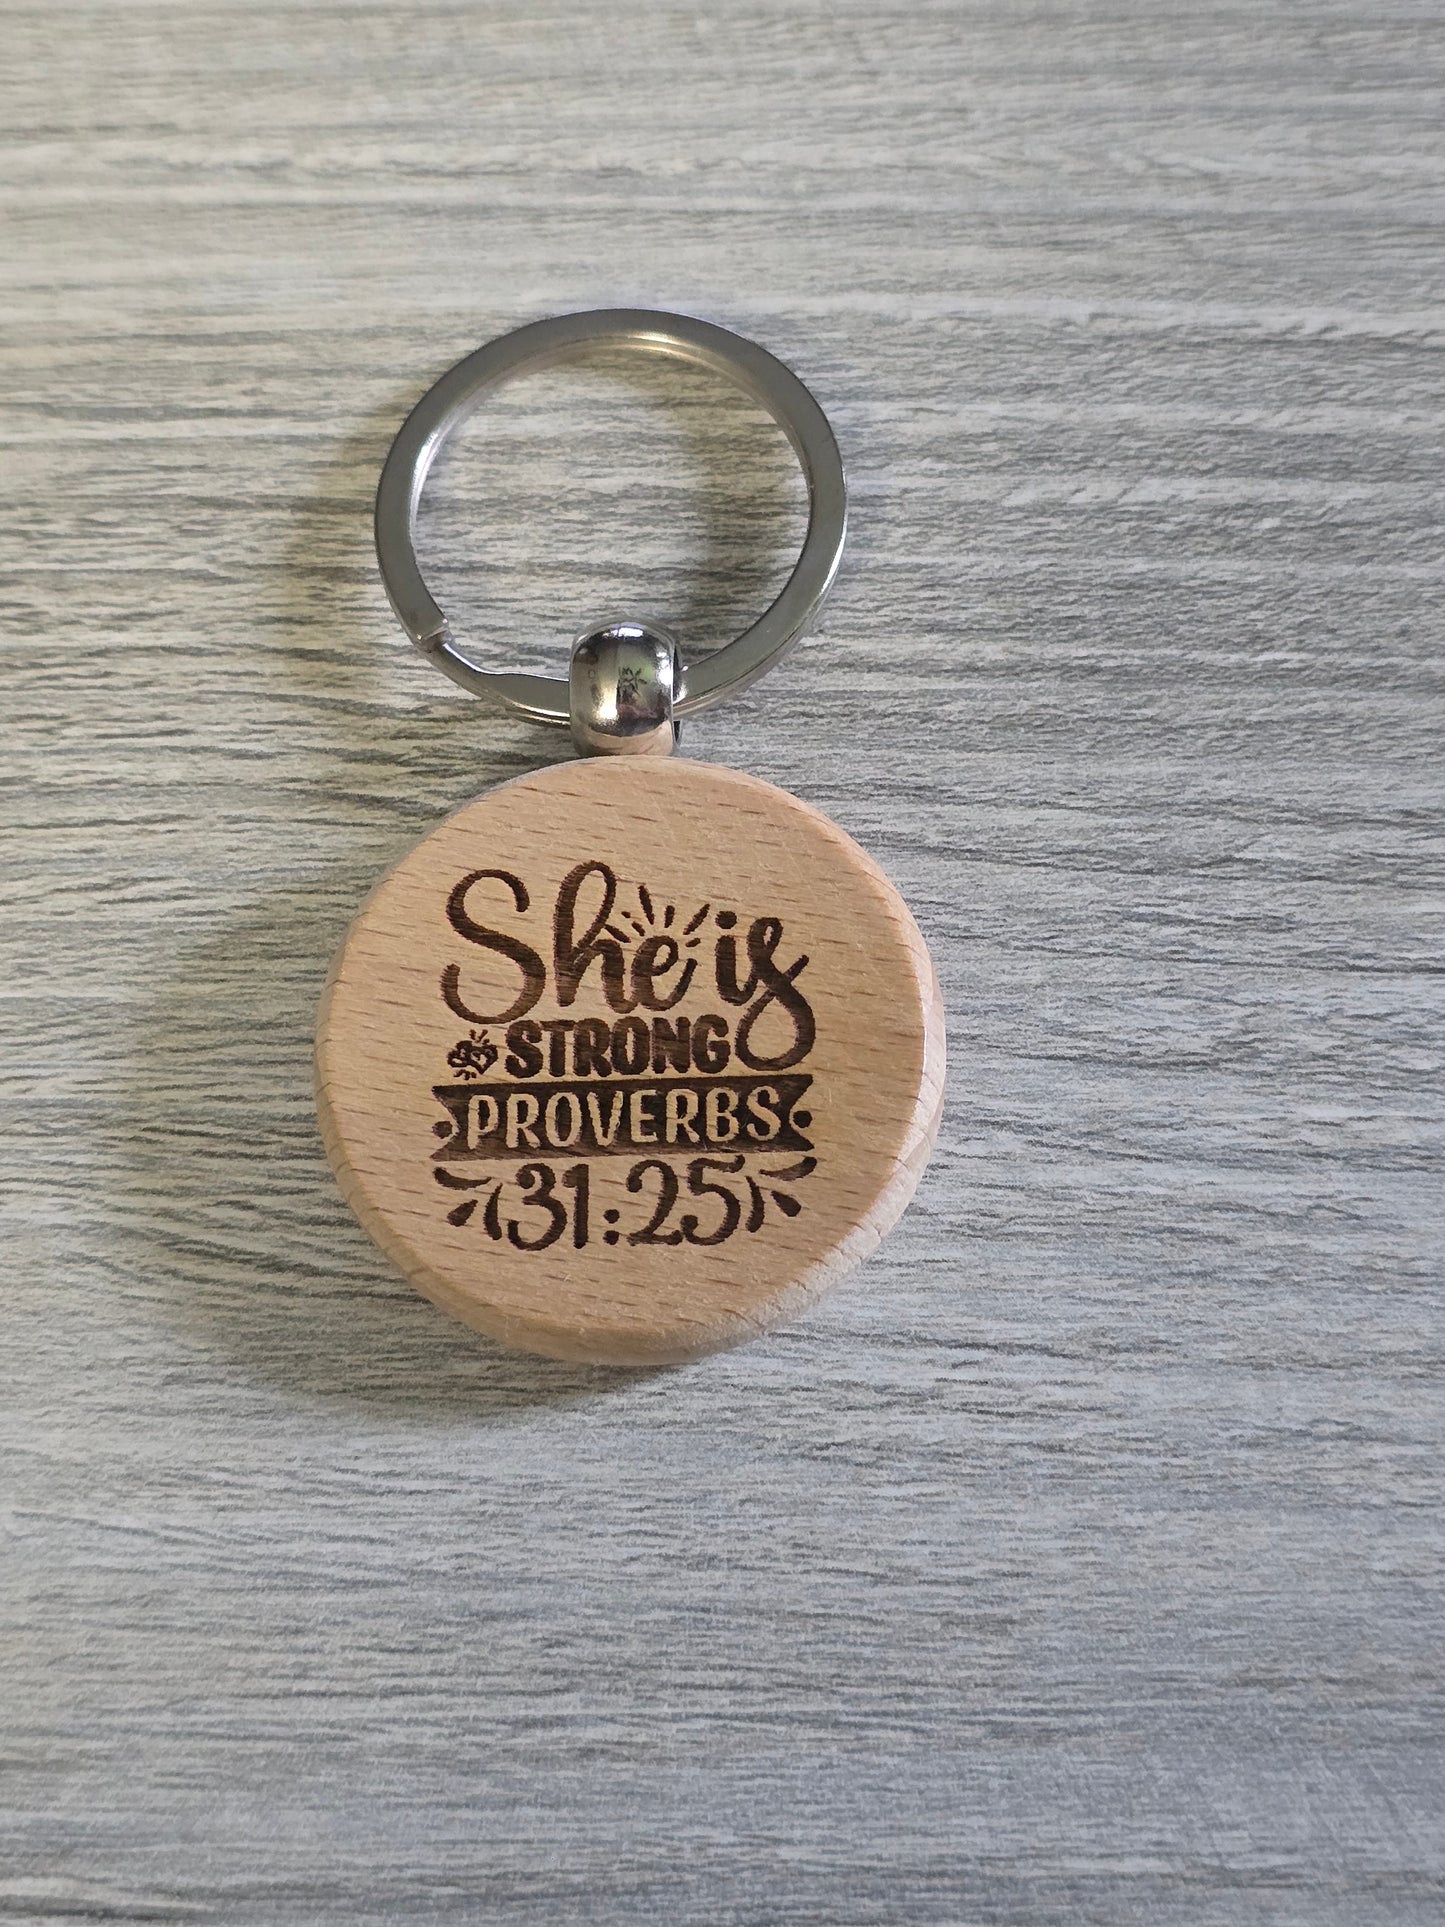 She is
STRONG
PROVERBS
31:25